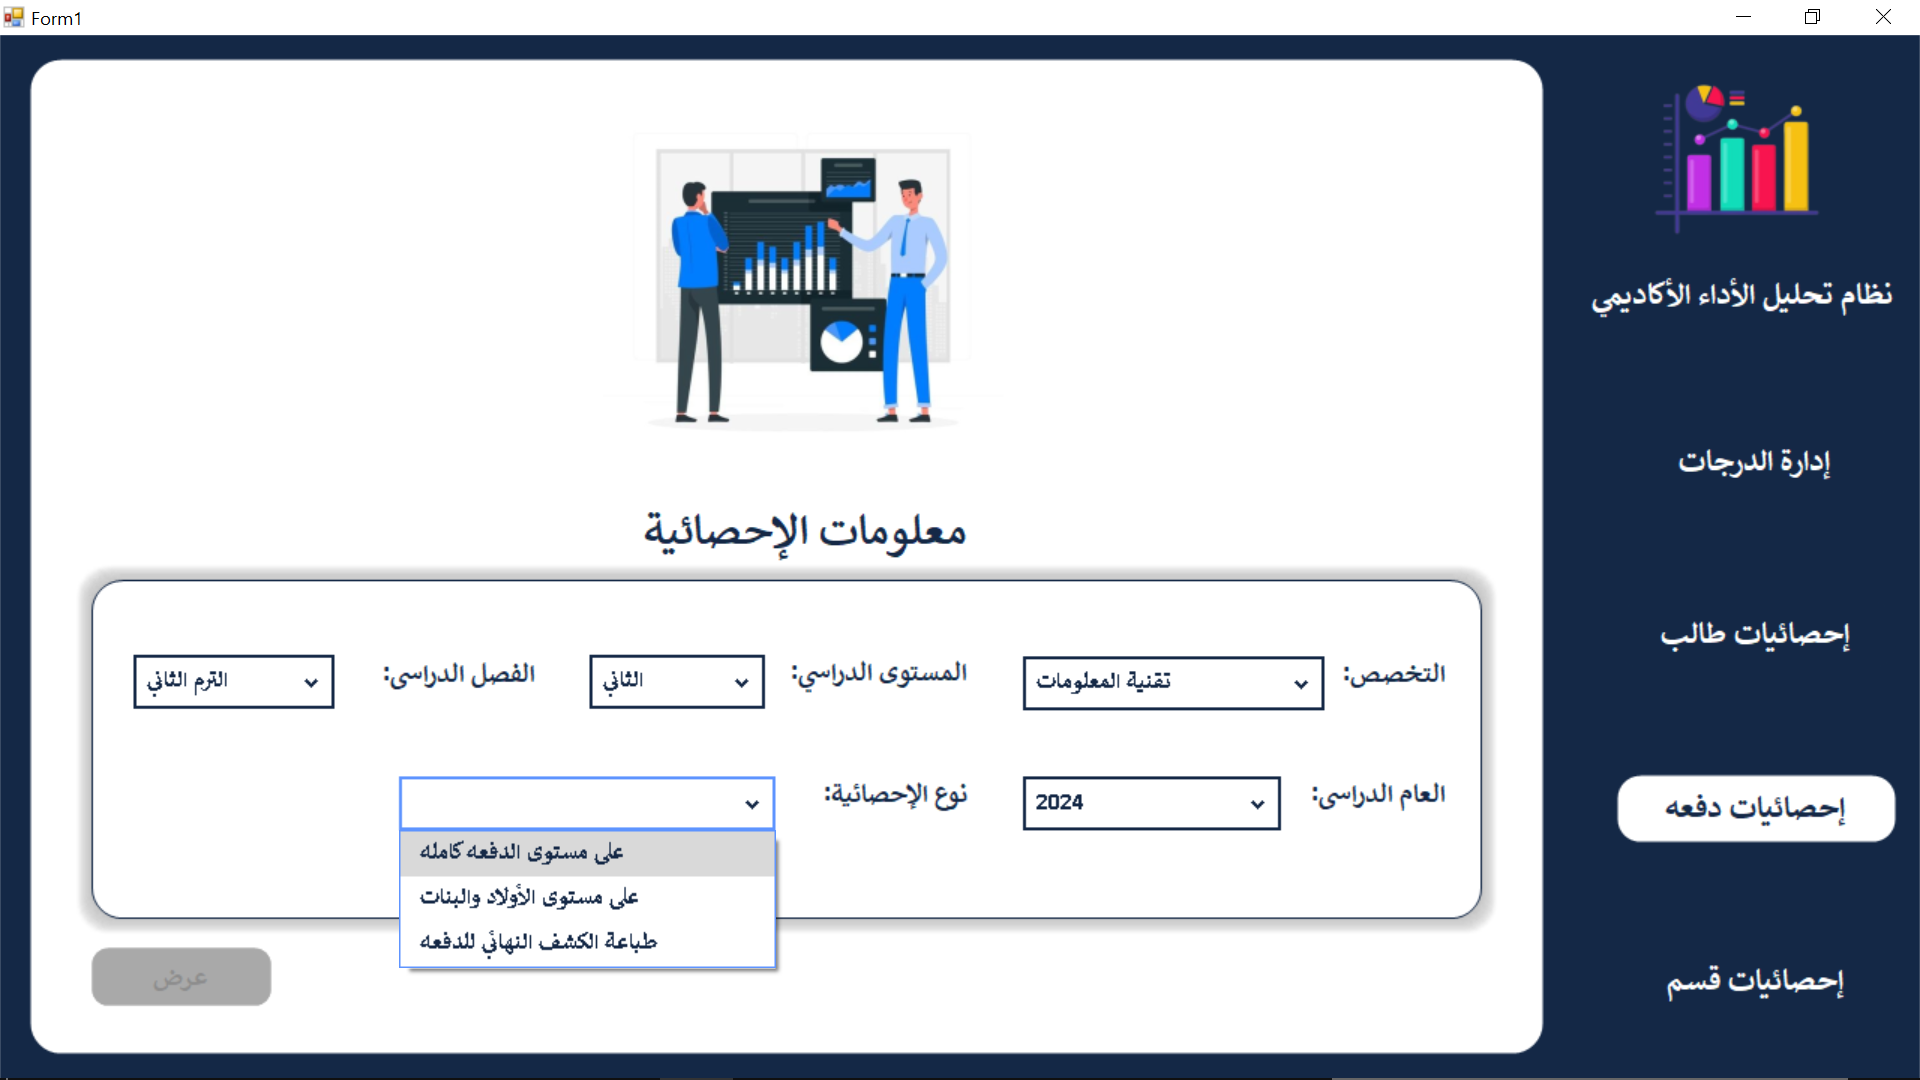 Form1
نظام تحليل الأداء الأكاديمي
إدارة الدرجات
إحصائيات طالب
إحصائيات دفعه
إحصائيات قسم
معلومات الإحصائية
التخصص: تقنية المعلومات المستوى الدراسي: الثاني الفصل الدراسي: الترم الثاني
العام الدراسي: 2024 نوع الإحصائية:
على مستوى الدفعه كامله
على مستوى الأولاد والبنات
طباعة الكشف النهائي للدفعه
عرض